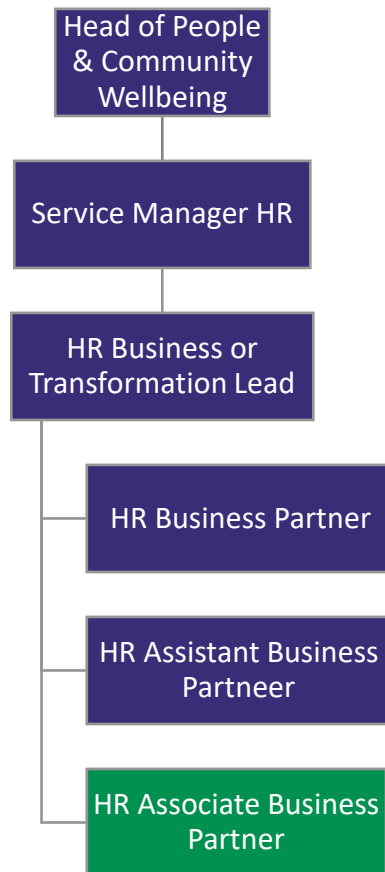 Head of People
& Community
Wellbeing
Service Manager HR
HR Business or
Transformation Lead
HR Business Partner
HR Assistant Business
Partneer
HR Associate Business
Partner